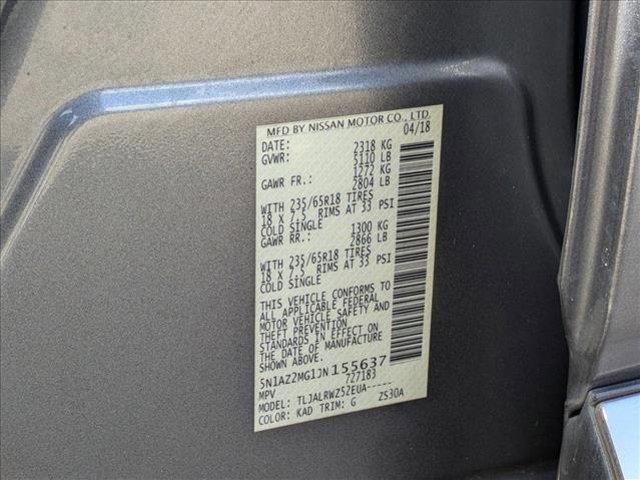 MFD BY NISSAN MOTOR CO., LTD.
DATE: 04/18
GVWR: 2318 KG
5110 LB
GAWR FR.: 1272 KG
2804 LB
WITH 235/65R18 TIRES
18 X 7.5 RIMS AT 33 PSI
COLD SINGLE
GAWR RR.: 1300 KG
2866 LB
WITH 235/65R18 TIRES
18 X 7.5 RIMS AT 33 PSI
COLD SINGLE
THIS VEHICLE CONFORMS TO
ALL APPLICABLE FEDERAL
MOTOR VEHICLE SAFETY AND
THEFT PREVENTION
STANDARDS IN EFFECT ON
THE DATE OF MANUFACTURE
SHOWN ABOVE.
5N1AZ2MG1JN155637
MPV 727183
MODEL: TLJALRWZ52EUA-----
COLOR: KAD TRIM: G ZS30A